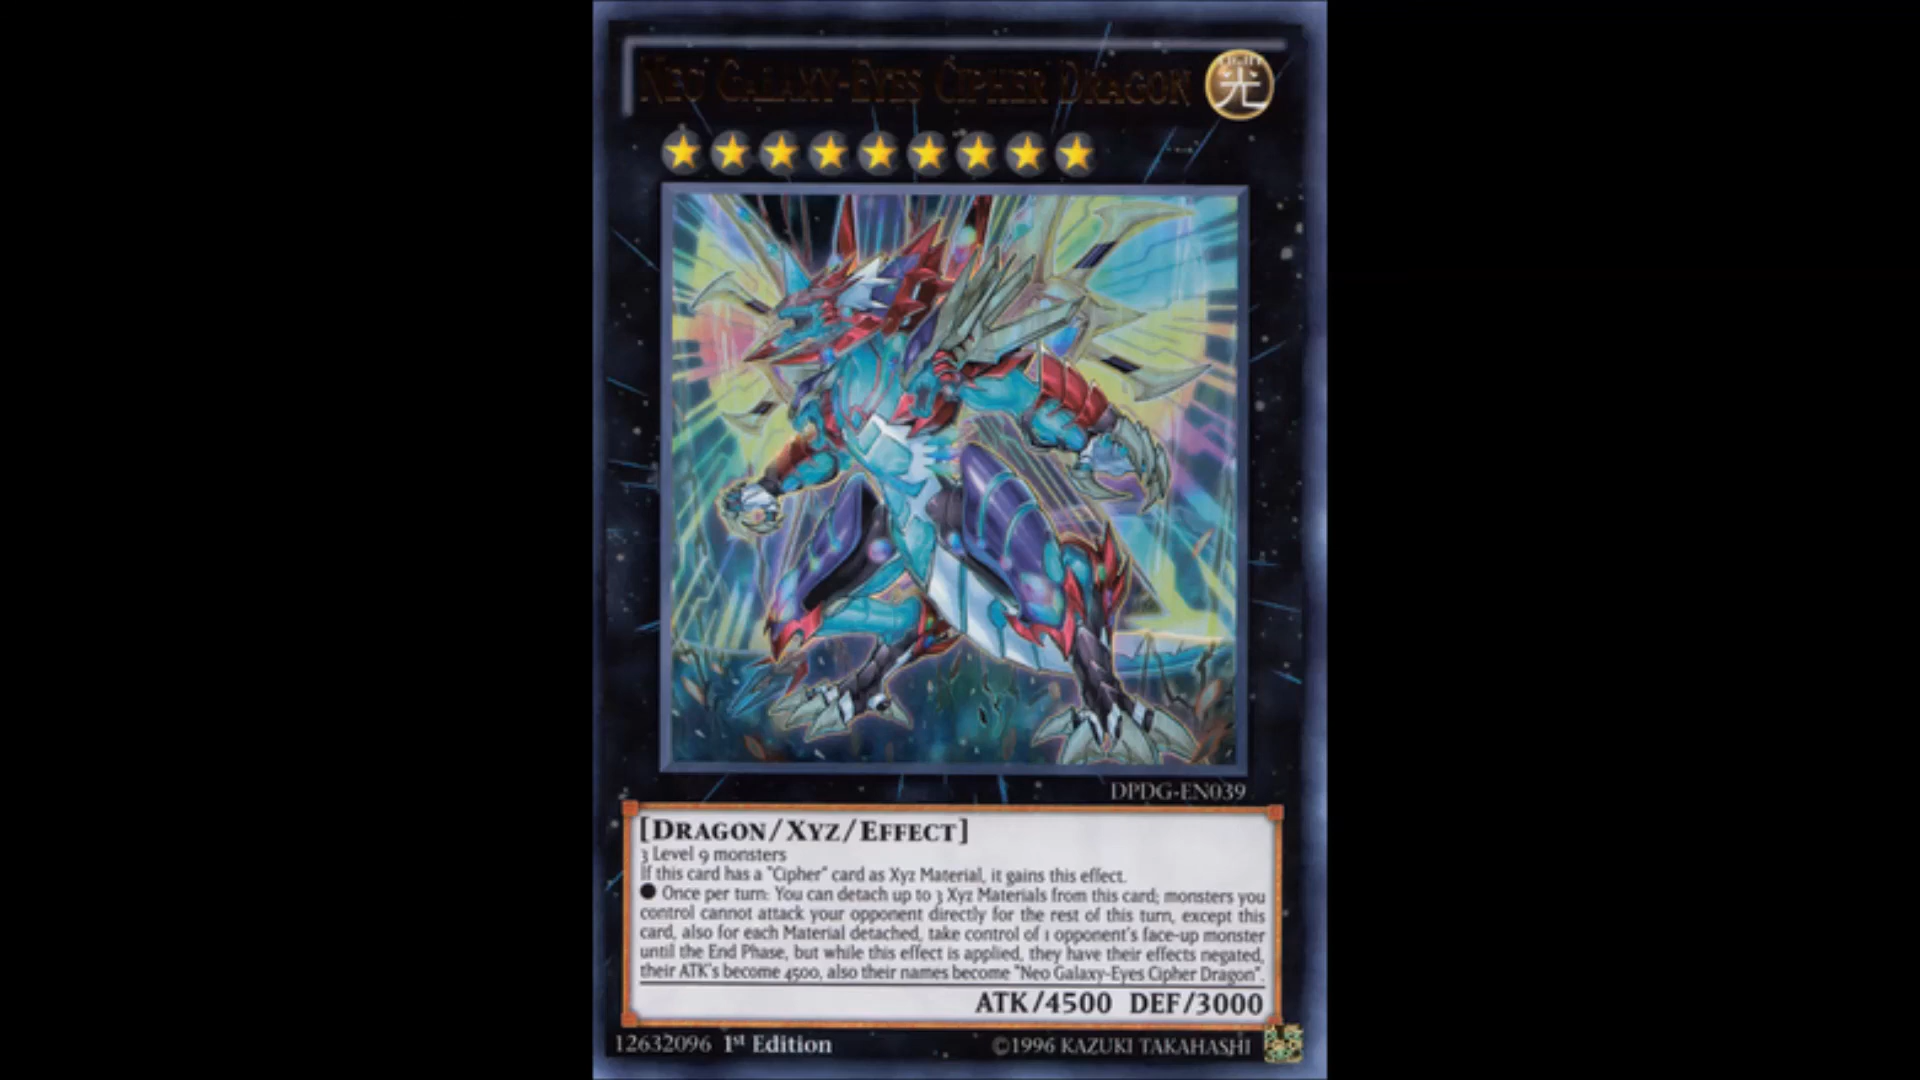 NEO GALAXY-EYES CIPHER DRAGON
LIGHT
光
DPDG-EN039
[DRAGON/XYZ/EFFECT]
3 Level 9 monsters
If this card has a "Cipher" card as Xyz Material, it gains this effect.
● Once per turn: You can detach up to 3 Xyz Materials from this card; monsters you
control cannot attack your opponent directly for the rest of this turn, except this
card, also for each Material detached, take control of 1 opponent's face-up monster
until the End Phase, but while this effect is applied, they have their effects negated,
their ATK's become 4500, also their names become "Neo Galaxy-Eyes Cipher Dragon".
ATK/4500 DEF/3000
12632096 1st Edition
©1996 KAZUKI TAKAHASHI